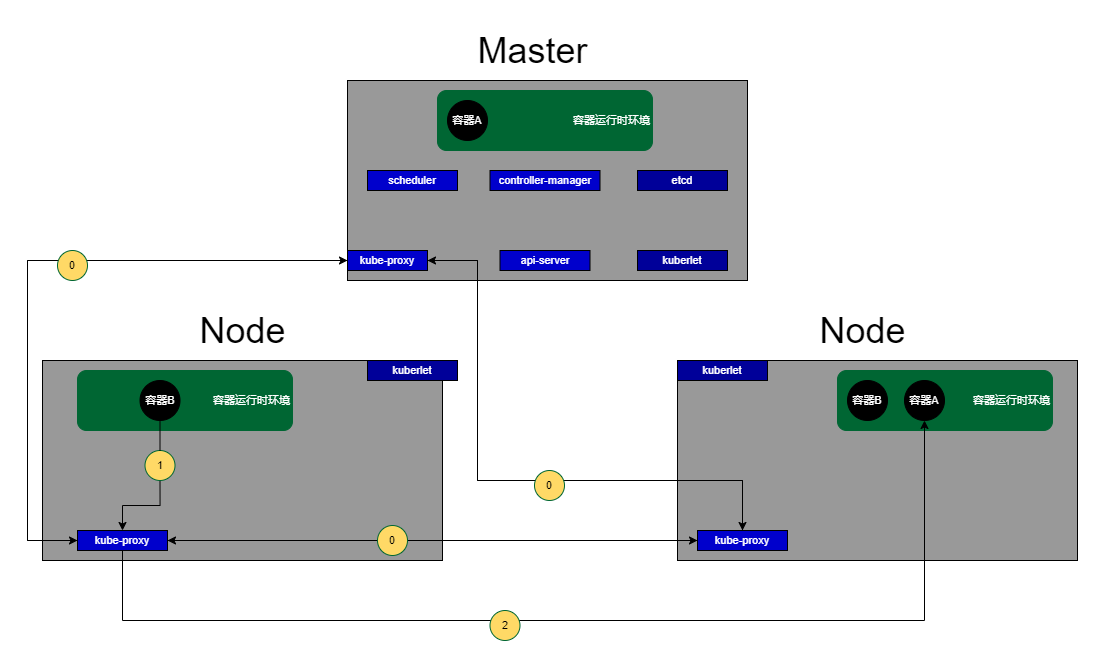 Master
容器A
容器运行时环境
scheduler
controller-manager
etcd
kube-proxy
api-server
kuberlet
0
Node
Node
kuberlet
kuberlet
容器B
容器运行时环境
容器B
容器A
容器运行时环境
1
0
kube-proxy
0
kube-proxy
2